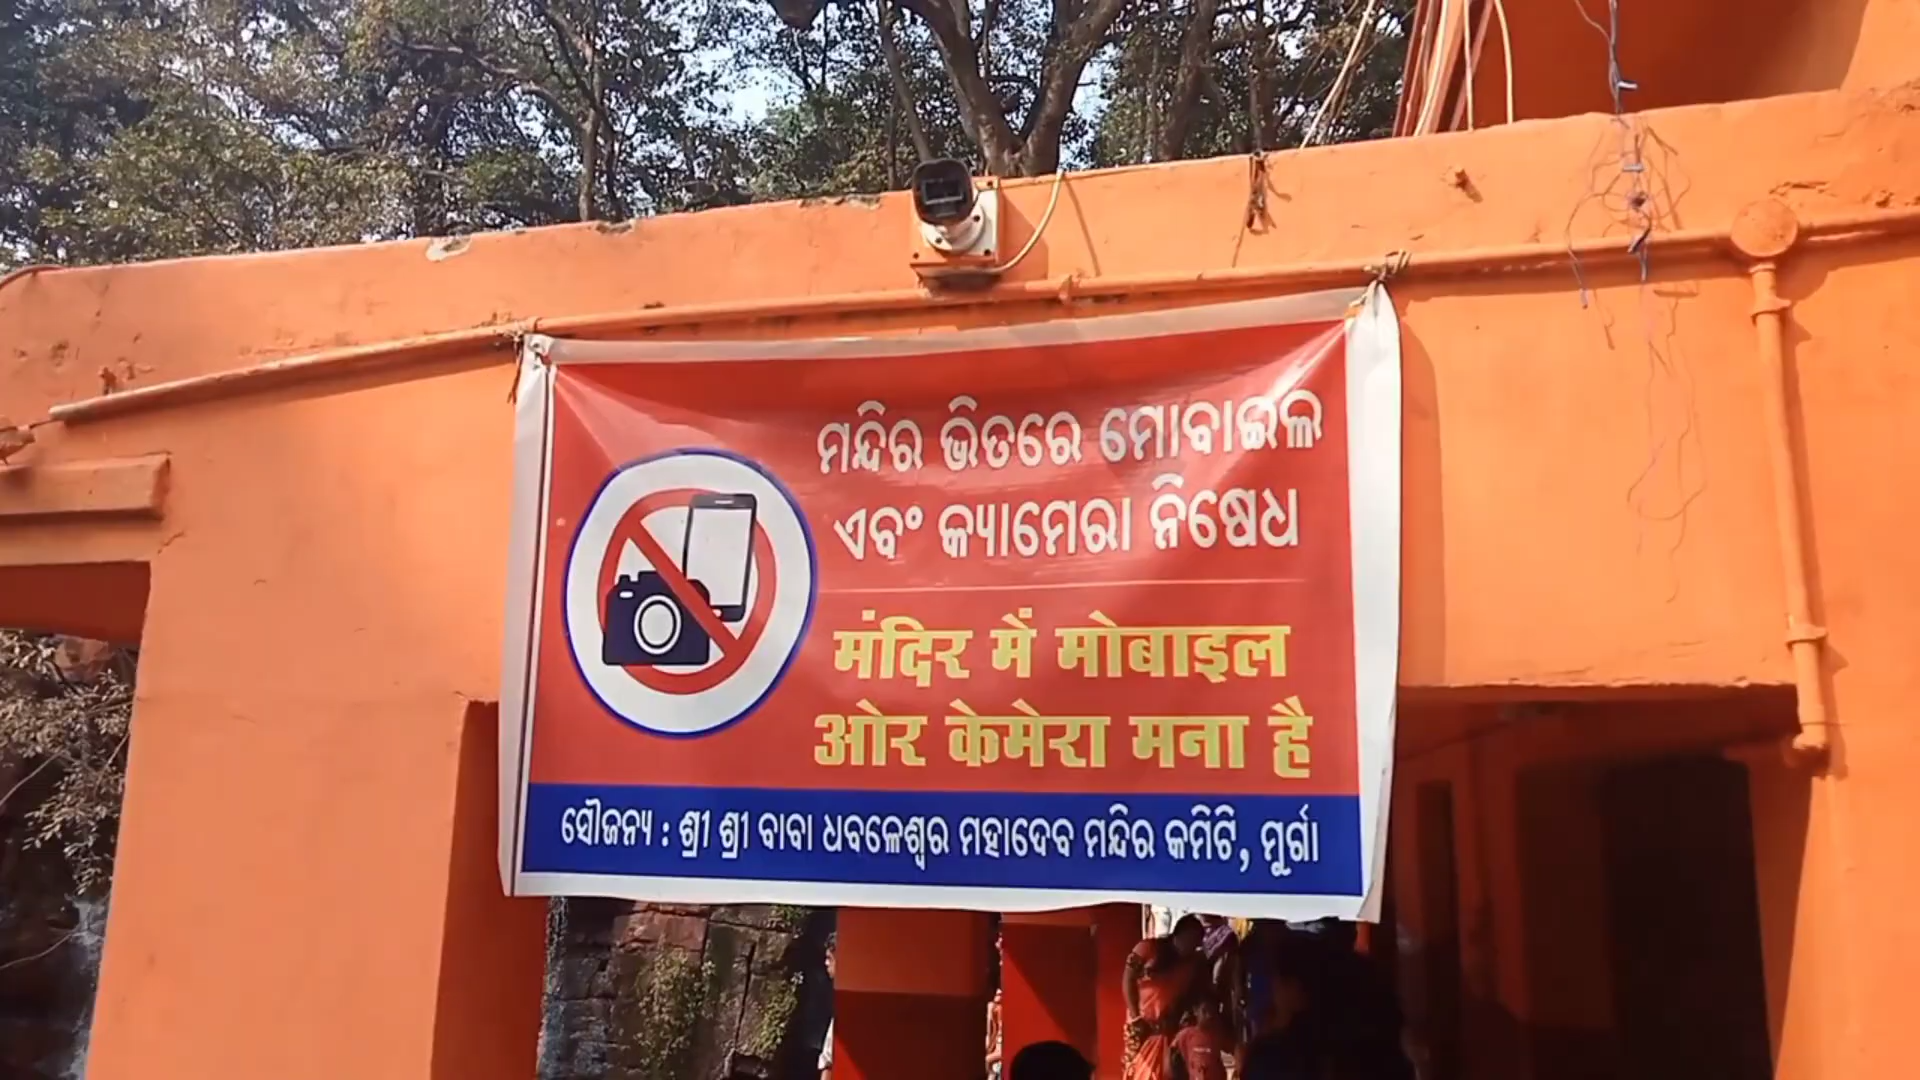 ମନ୍ଦିର ଭିତରେ ମୋବାଇଲ
ଏବଂ କ୍ୟାମେରା ନିଷେଧ
मंदिर में मोबाइल
ओर केमेरा मना है
ସୌଜନ୍ୟ : ଶ୍ରୀ ଶ୍ରୀ ବାବା ଧବଳେଶ୍ୱର ମହାଦେବ ମନ୍ଦିର କମିଟି, ମୁର୍ଗା